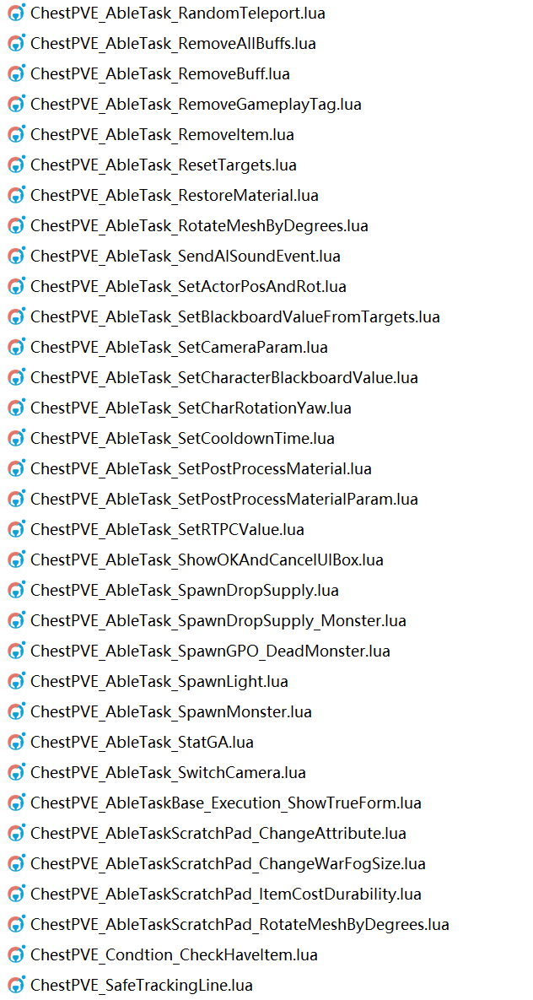 ChestPVE_AbleTask_RandomTeleport.lua
ChestPVE_AbleTask_RemoveAllBuffs.lua
ChestPVE_AbleTask_RemoveBuff.lua
ChestPVE_AbleTask_RemoveGameplayTag.lua
ChestPVE_AbleTask_RemoveItem.lua
ChestPVE_AbleTask_ResetTargets.lua
ChestPVE_AbleTask_RestoreMaterial.lua
ChestPVE_AbleTask_RotateMeshByDegrees.lua
ChestPVE_AbleTask_SendAISoundEvent.lua
ChestPVE_AbleTask_SetActorPosAndRot.lua
ChestPVE_AbleTask_SetBlackboardValueFromTargets.lua
ChestPVE_AbleTask_SetCameraParam.lua
ChestPVE_AbleTask_SetCharacterBlackboardValue.lua
ChestPVE_AbleTask_SetCharRotationYaw.lua
ChestPVE_AbleTask_SetCooldownTime.lua
ChestPVE_AbleTask_SetPostProcessMaterial.lua
ChestPVE_AbleTask_SetPostProcessMaterialParam.lua
ChestPVE_AbleTask_SetRTPCValue.lua
ChestPVE_AbleTask_ShowOKAndCancelUIBox.lua
ChestPVE_AbleTask_SpawnDropSupply.lua
ChestPVE_AbleTask_SpawnDropSupply_Monster.lua
ChestPVE_AbleTask_SpawnGPO_DeadMonster.lua
ChestPVE_AbleTask_SpawnLight.lua
ChestPVE_AbleTask_SpawnMonster.lua
ChestPVE_AbleTask_StatGA.lua
ChestPVE_AbleTask_SwitchCamera.lua
ChestPVE_AbleTaskBase_Execution_ShowTrueForm.lua
ChestPVE_AbleTaskScratchPad_ChangeAttribute.lua
ChestPVE_AbleTaskScratchPad_ChangeWarFogSize.lua
ChestPVE_AbleTaskScratchPad_ItemCostDurability.lua
ChestPVE_AbleTaskScratchPad_RotateMeshByDegrees.lua
ChestPVE_Condtion_CheckHaveItem.lua
ChestPVE_SafeTrackingLine.lua